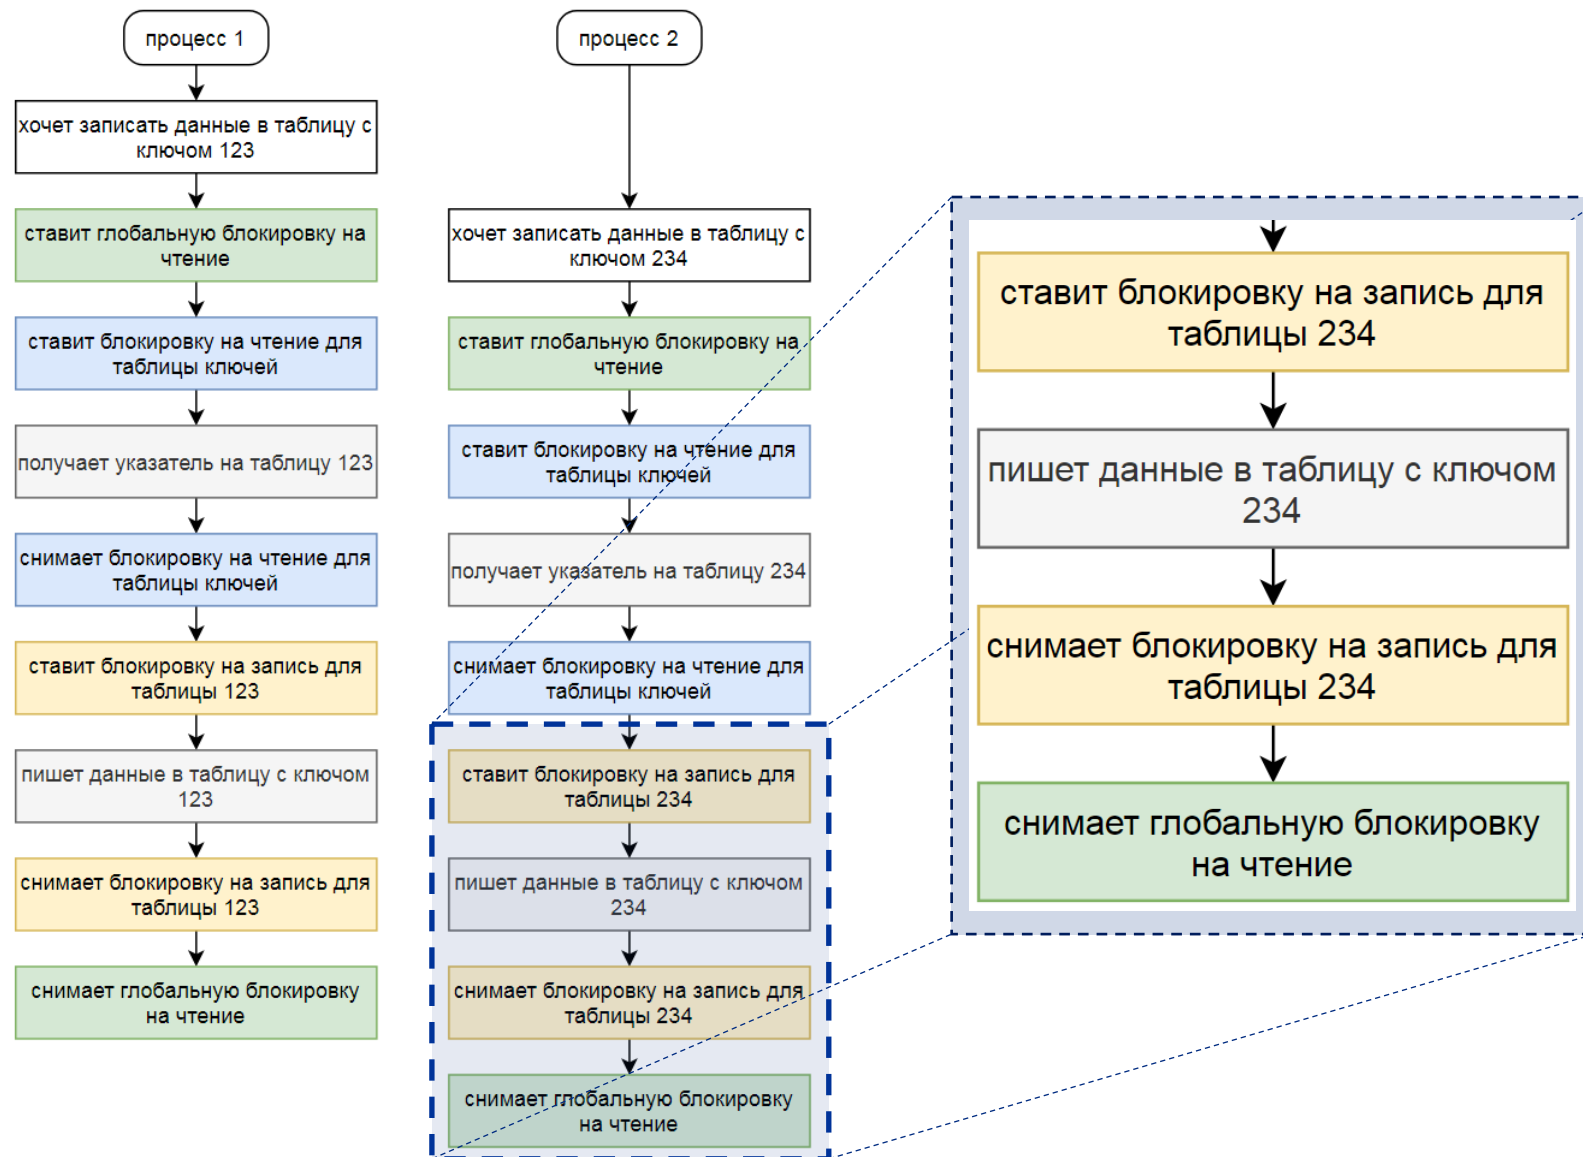 процесс 1
хочет записать данные в таблицу с
ключом 123
ставит глобальную блокировку на
чтение
ставит блокировку на чтение для
таблицы ключей
получает указатель на таблицу 123
снимает блокировку на чтение для
таблицы ключей
ставит блокировку на запись для
таблицы 123
пишет данные в таблицу с ключом
123
снимает блокировку на запись для
таблицы 123
снимает глобальную блокировку
на чтение
процесс 2
хочет записать данные в таблицу с
ключом 234
ставит глобальную блокировку на
чтение
ставит блокировку на чтение для
таблицы ключей
получает указатель на таблицу 234
снимает блокировку на чтение для
таблицы ключей
ставит блокировку на запись для
таблицы 234
пишет данные в таблицу с ключом
234
снимает блокировку на запись для
таблицы 234
снимает глобальную блокировку
на чтение
ставит блокировку на запись для
таблицы 234
пишет данные в таблицу с ключом
234
снимает блокировку на запись для
таблицы 234
снимает глобальную блокировку
на чтение